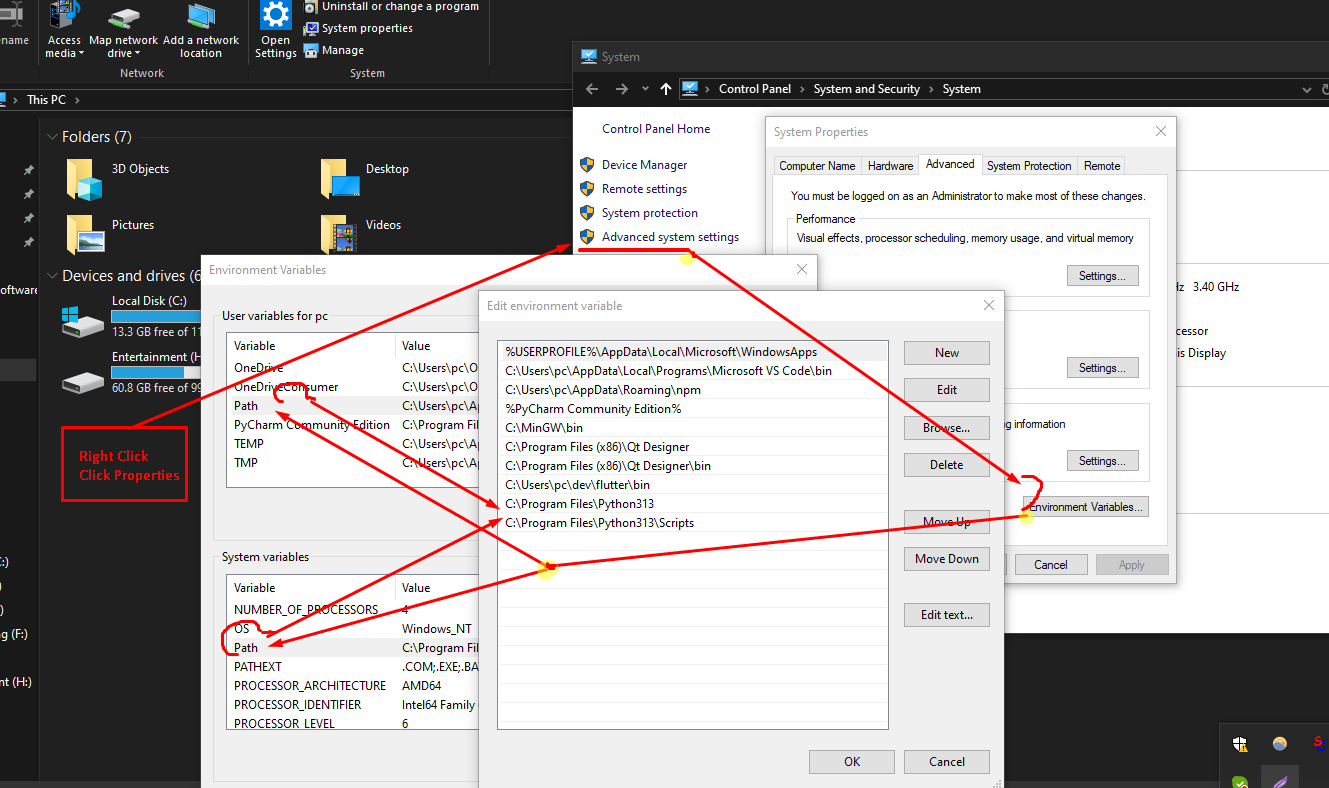 ename
Access
media
Map network
drive
Add a network
location
Network
Open
Settings
Uninstall or change a program
System properties
Manage
System
This PC
Folders (7)
3D Objects
Desktop
Pictures
Videos
Devices and drives (6
Local Disk (C:)
13.3 GB free of 11
Entertainment (H
60.8 GB free of 99
oftware
Right Click
Click Properties
C:)
)
)
g (F:)
nt (H:)
System
Control Panel
System and Security
System
Control Panel Home
Device Manager
Remote settings
System protection
Advanced system settings
System Properties
Computer Name
Hardware
Advanced
System Protection
Remote
You must be logged on as an Administrator to make most of these changes.
Performance
Visual effects, processor scheduling, memory usage, and virtual memory
Settings...
Settings...
ng information
Settings...
Environment Variables...
Cancel
Apply
z 3.40 GHz
cessor
is Display
Environment Variables
User variables for pc
Variable Value
OneDrive C:\Users\pc\O
OneDriveConsumer C:\Users\pc\O
Path C:\Users\pc\Ap
PyCharm Community Edition C:\Program Fil
TEMP C:\Users\pc\Ap
TMP C:\Users\pc\Ap
System variables
Variable Value
NUMBER_OF_PROCESSORS 4
OS Windows_NT
Path C:\Program Fil
PATHEXT .COM;.EXE;.BA
PROCESSOR_ARCHITECTURE AMD64
PROCESSOR_IDENTIFIER Intel64 Family
PROCESSOR_LEVEL 6
Edit environment variable
%USERPROFILE%\AppData\Local\Microsoft\WindowsApps
C:\Users\pc\AppData\Local\Programs\Microsoft VS Code\bin
C:\Users\pc\AppData\Roaming\npm
%PyCharm Community Edition%
C:\MinGW\bin
C:\Program Files (x86)\Qt Designer
C:\Program Files (x86)\Qt Designer\bin
C:\Users\pc\dev\flutter\bin
C:\Program Files\Python313
C:\Program Files\Python313\Scripts
New
Edit
Browse...
Delete
Move Up
Move Down
Edit text...
OK
Cancel